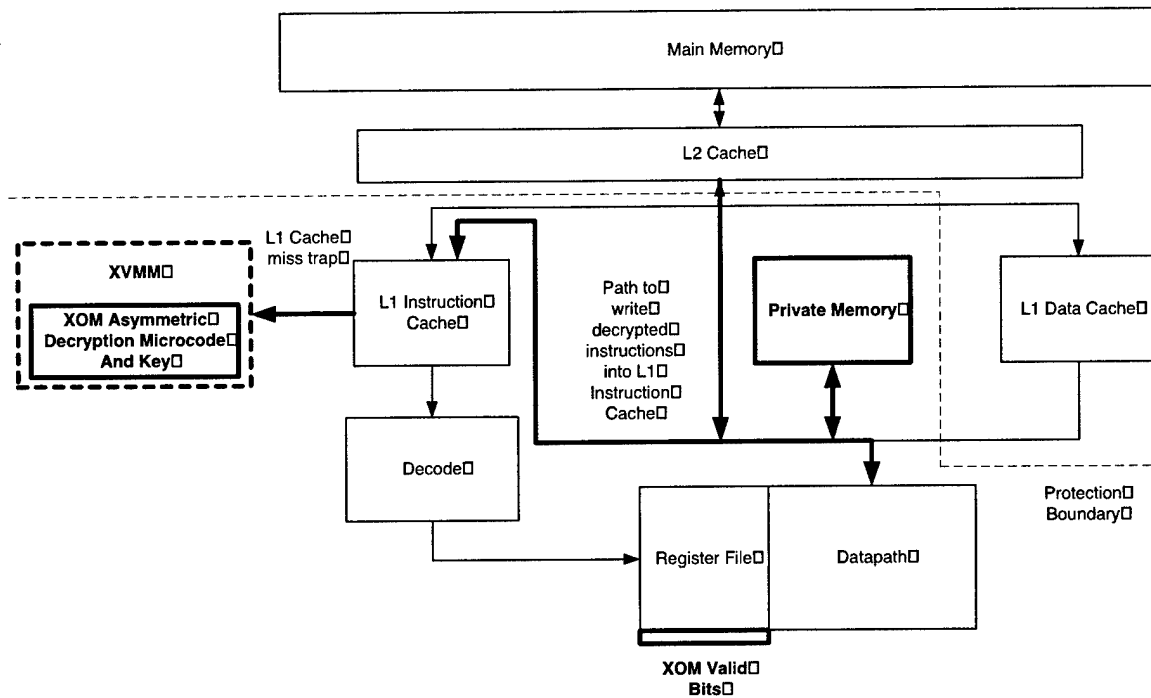 Main Memory
L2 Cache
L1 Cache
miss trap
XVMM
XOM Asymmetric
Decryption Microcode
And Key
L1 Instruction
Cache
Path to
write
decrypted
instructions
into L1
Instruction
Cache
Private Memory
L1 Data Cache
Decode
Protection
Boundary
Register File
Datapath
XOM Valid
Bits